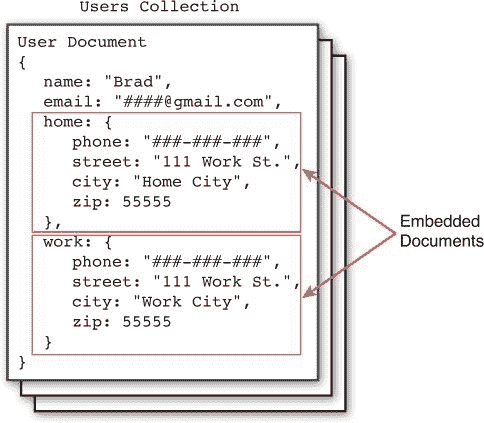 Users Collection
User Document
{
name: "Brad",
email: "####@gmail.com",
home: {
phone: "###-###-###",
street: "111 Work St.",
city: "Home City",
zip: 55555
},
work: {
phone: "###-###-###",
street: "111 Work St.",
city: "Work City",
zip: 55555
}
}
Embedded
Documents